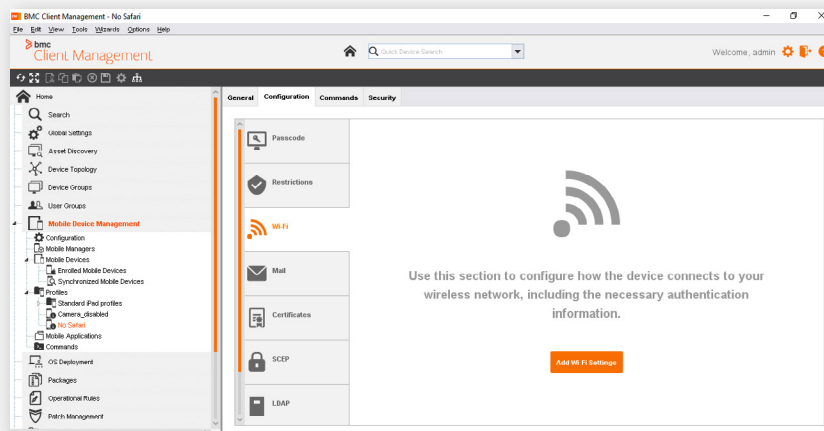 BMC Client Management - No Safari
File Edit View Tools Wizards Options Help
bmc
Client Management
Quick Device Search
Welcome, admin
Home
Search
Global Settings
Asset Discovery
Device Topology
Device Groups
User Groups
Mobile Device Management
Configuration
Mobile Managers
Mobile Devices
Enrolled Mobile Devices
Synchronized Mobile Devices
Profiles
Standard iPad profiles
Camera_disabled
No Safari
Mobile Applications
Commands
OS Deployment
Packages
Operational Rules
Patch Management
General Configuration Commands Security
Passcode
Restrictions
Wi-Fi
Mail
Certificates
SCEP
LDAP
Use this section to configure how the device connects to your
wireless network, including the necessary authentication
information.
Add Wi Fi Settings